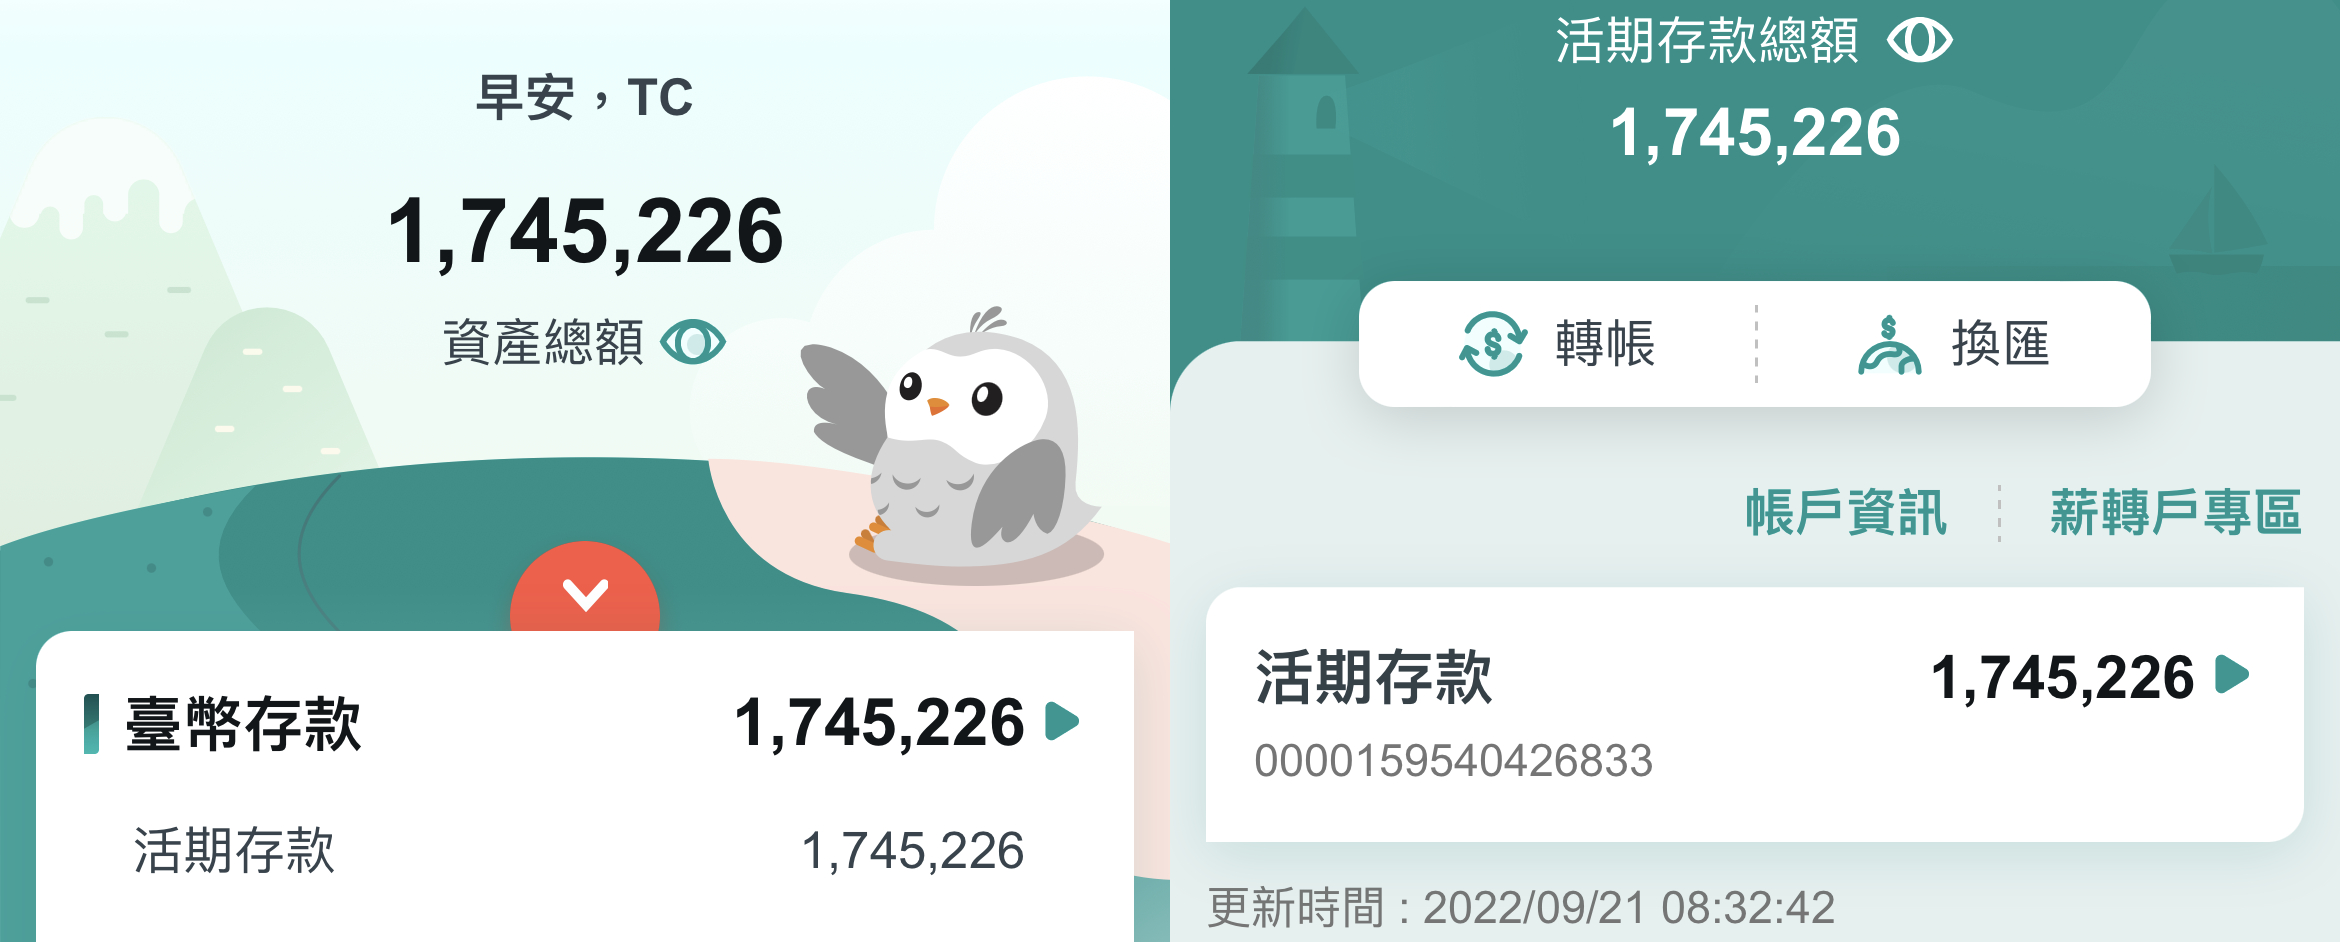 早安，TC
1,745,226
資產總額
臺幣存款 1,745,226
活期存款 1,745,226
活期存款總額
1,745,226
轉帳 換匯
帳戶資訊 薪轉戶專區
活期存款 1,745,226
0000159540426833
更新時間 : 2022/09/21 08:32:42